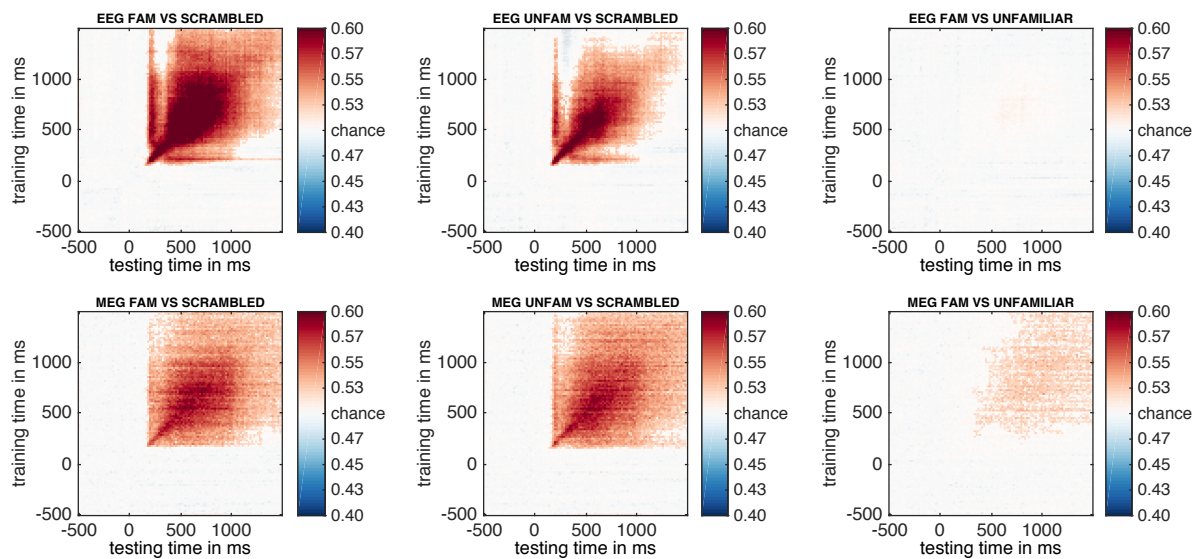 EEG FAM VS SCRAMBLED
training time in ms
1000
500
0
-500
-500 0 500 1000
testing time in ms
0.60
0.57
0.55
0.53
chance
0.47
0.45
0.43
0.40
EEG UNFAM VS SCRAMBLED
training time in ms
1000
500
0
-500
-500 0 500 1000
testing time in ms
0.60
0.57
0.55
0.53
chance
0.47
0.45
0.43
0.40
EEG FAM VS UNFAMILIAR
training time in ms
1000
500
0
-500
-500 0 500 1000
testing time in ms
0.60
0.57
0.55
0.53
chance
0.47
0.45
0.43
0.40
MEG FAM VS SCRAMBLED
training time in ms
1000
500
0
-500
-500 0 500 1000
testing time in ms
0.60
0.57
0.55
0.53
chance
0.47
0.45
0.43
0.40
MEG UNFAM VS SCRAMBLED
training time in ms
1000
500
0
-500
-500 0 500 1000
testing time in ms
0.60
0.57
0.55
0.53
chance
0.47
0.45
0.43
0.40
MEG FAM VS UNFAMILIAR
training time in ms
1000
500
0
-500
-500 0 500 1000
testing time in ms
0.60
0.57
0.55
0.53
chance
0.47
0.45
0.43
0.40